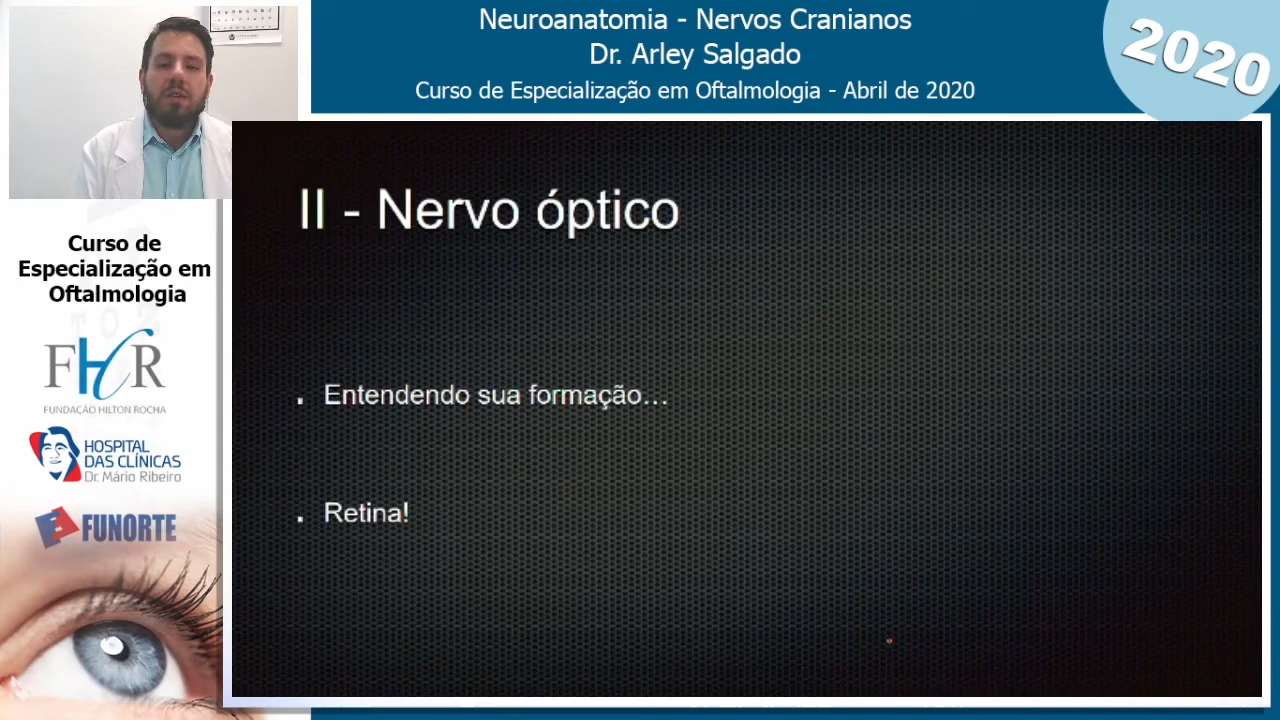 Neuroanatomia - Nervos Cranianos
Dr. Arley Salgado
Curso de Especialização em Oftalmologia - Abril de 2020
2020
II - Nervo óptico
. Entendendo sua formação...
. Retina!
Curso de
Especialização em
Oftalmologia
FHR
FUNDAÇÃO HILTON ROCHA
HOSPITAL
DAS CLÍNICAS
Dr. Mário Ribeiro
FUNORTE